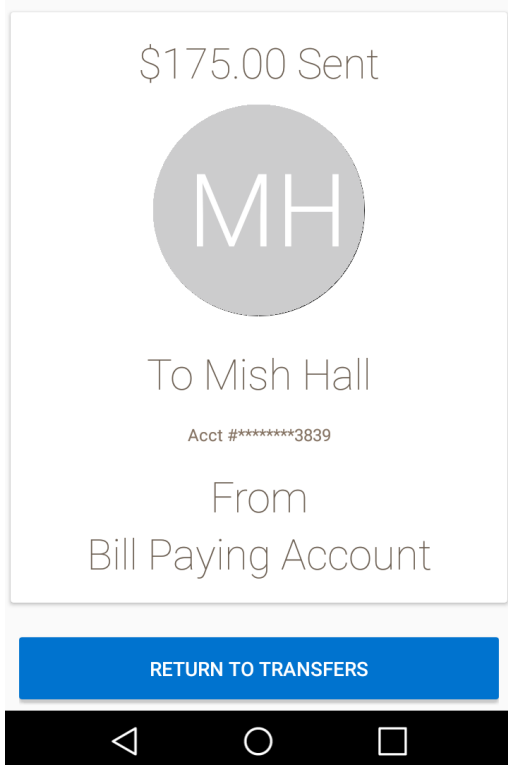 $175.00 Sent
MH
To Mish Hall
Acct #********3839
From
Bill Paying Account
RETURN TO TRANSFERS